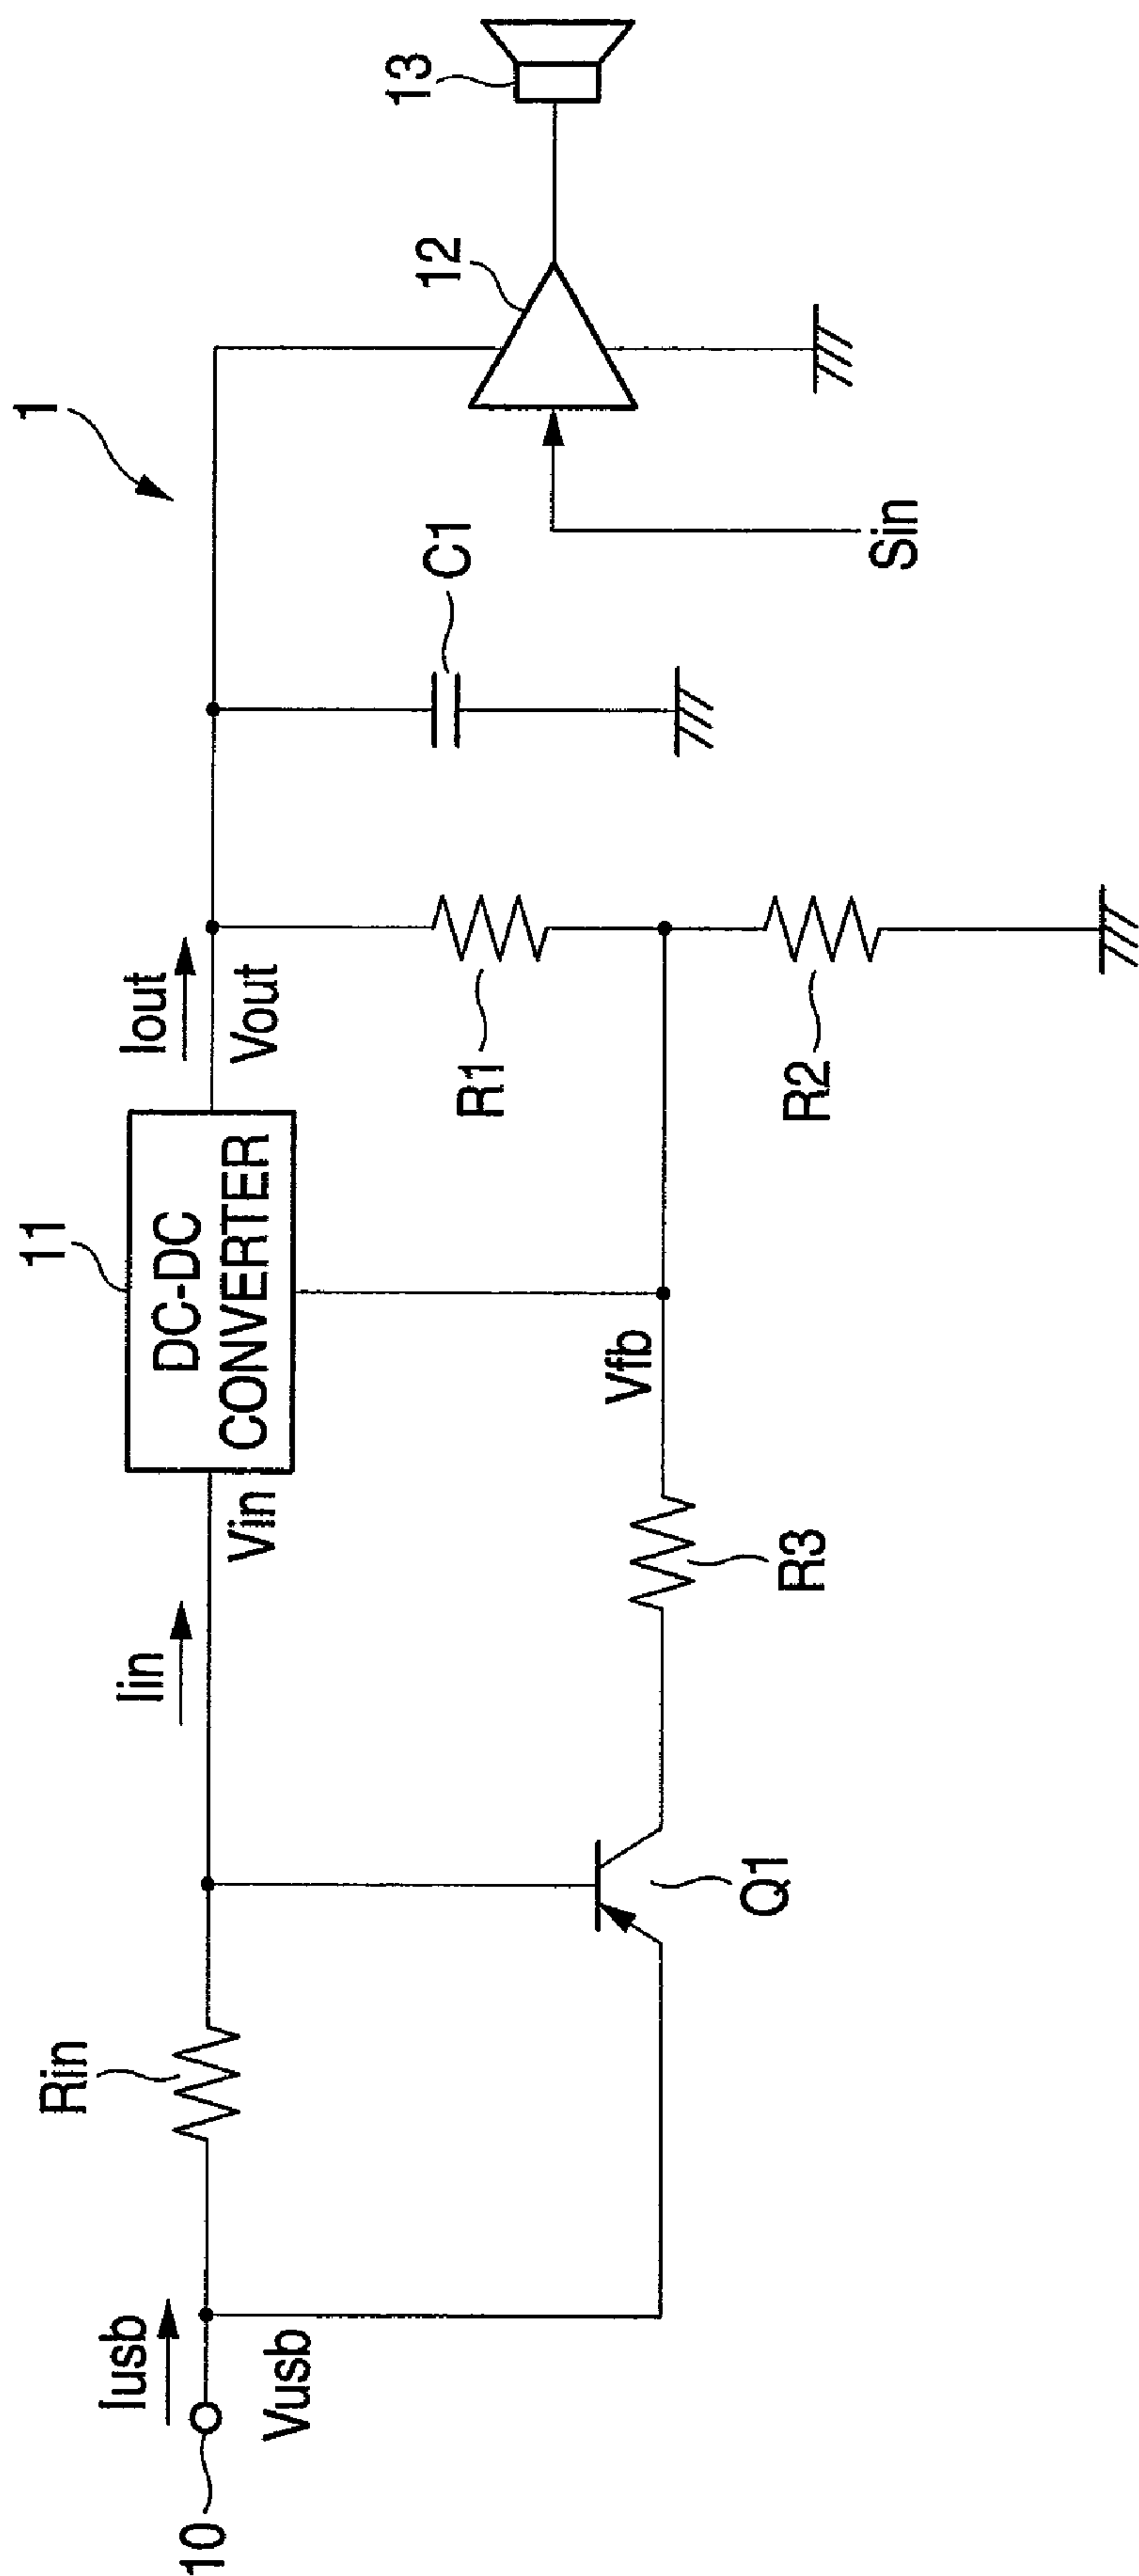 1
11
Iusb
Rin
Iin
DC-DC
CONVERTER
Iout
10
Vusb
Vin
Vout
C1
12
13
R1
Vfb
Q1
R3
R2
Sin